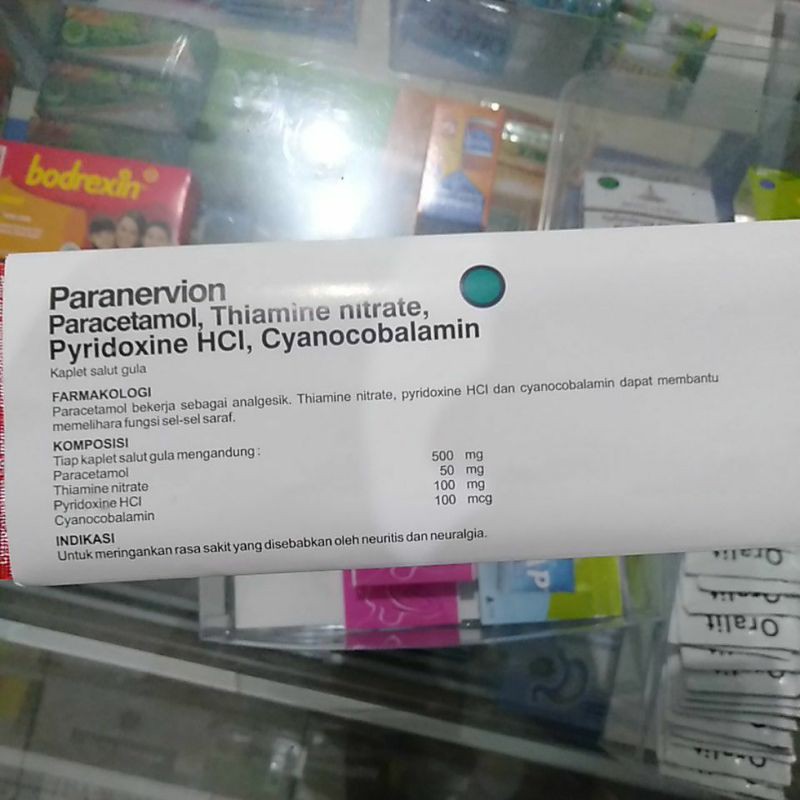 bodrexin
Paranervion
Paracetamol, Thiamine nitrate,
Pyridoxine HCl, Cyanocobalamin
Kaplet salut gula
FARMAKOLOGI
Paracetamol bekerja sebagai analgesik. Thiamine nitrate, pyridoxine HCl dan cyanocobalamin dapat membantu
memelihara fungsi sel-sel saraf.
KOMPOSISI
Tiap kaplet salut gula mengandung :
Paracetamol 500 mg
Thiamine nitrate 50 mg
Pyridoxine HCl 100 mg
Cyanocobalamin 100 mcg
INDIKASI
Untuk meringankan rasa sakit yang disebabkan oleh neuritis dan neuralgia.
Oralit
Oralit
Oralit
Oralit